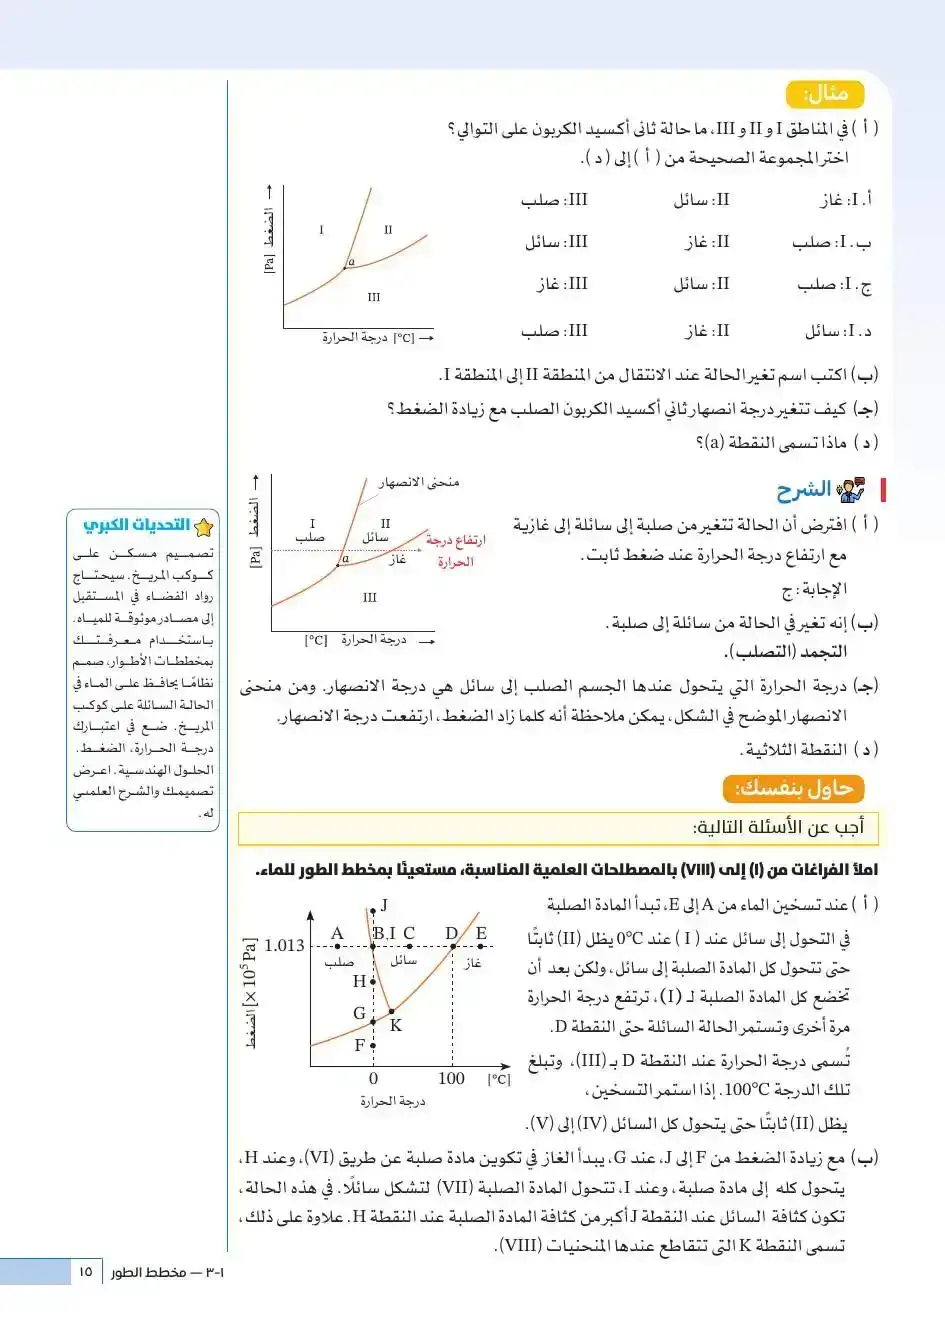 مثال:
( أ ) في المناطق I و II و III، ما حالة ثاني أكسيد الكربون على التوالي؟
اختر المجموعة الصحيحة من ( أ ) إلى ( د ).
أ. I: غاز II: سائل III: صلب
ب. I: صلب II: غاز III: سائل
ج. I: صلب II: سائل III: غاز
د. I: سائل II: غاز III: صلب
الضغط [Pa]
I
II
a
III
درجة الحرارة [°C]
(ب) اكتب اسم تغير الحالة عند الانتقال من المنطقة II إلى المنطقة I.
(جـ) كيف تتغير درجة انصهار ثاني أكسيد الكربون الصلب مع زيادة الضغط؟
( د ) ماذا تسمى النقطة (a)؟
الشرح
( أ ) افترض أن الحالة تتغير من صلبة إلى سائلة إلى غازية
مع ارتفاع درجة الحرارة عند ضغط ثابت.
الإجابة: ج
(ب) إنه تغير في الحالة من سائلة إلى صلبة.
التجمد (التصلب).
منحنى الانصهار
الضغط [Pa]
I
صلب
II
سائل
ارتفاع درجة
الحرارة
غاز
a
III
درجة الحرارة [°C]
(جـ) درجة الحرارة التي يتحول عندها الجسم الصلب إلى سائل هي درجة الانصهار. ومن منحنى
الانصهار الموضح في الشكل، يمكن ملاحظة أنه كلما زاد الضغط، ارتفعت درجة الانصهار.
( د ) النقطة الثلاثية.
التحديات الكبرى
تصميم مسكن على
كوكب المريخ. سيحتاج
رواد الفضاء في المستقبل
إلى مصادر موثوقة للمياه.
باستخدام معرفتك
بمخططات الأطوار، صمم
نظامًا يحافظ على الماء في
الحالة السائلة على كوكب
المريخ. ضع في اعتبارك
درجة الحرارة، الضغط.
الحلول الهندسية. اعرض
تصميمك والشرح العلمي
له.
حاول بنفسك:
أجب عن الأسئلة التالية:
املأ الفراغات من (I) إلى (VIII) بالمصطلحات العلمية المناسبة، مستعينًا بمخطط الطور للماء.
( أ ) عند تسخين الماء من A إلى E، تبدأ المادة الصلبة
في التحول إلى سائل عند ( I ) عند 0°C يظل (II) ثابتًا
حتى تتحول كل المادة الصلبة إلى سائل، ولكن بعد أن
تخضع كل المادة الصلبة لـ (I)، ترتفع درجة الحرارة
مرة أخرى وتستمر الحالة السائلة حتى النقطة D.
تُسمى درجة الحرارة عند النقطة D بـ (III)، وتبلغ
تلك الدرجة 100°C. إذا استمر التسخين،
يظل (II) ثابتًا حتى يتحول كل السائل (IV) إلى (V).
الضغط [× 10⁵ Pa]
J
1.013
A B,I C D E
صلب
سائل
غاز
H
G
K
F
0 100 [°C]
درجة الحرارة
(ب) مع زيادة الضغط من F إلى J، عند G، يبدأ الغاز في تكوين مادة صلبة عن طريق (VI)، وعند H،
يتحول كله إلى مادة صلبة، وعند I، تتحول المادة الصلبة (VII) لتشكل سائلًا. في هذه الحالة،
تكون كثافة السائل عند النقطة J أكبر من كثافة المادة الصلبة عند النقطة H. علاوة على ذلك،
تسمى النقطة K التي تتقاطع عندها المنحنيات (VIII).
٣-١ — مخطط الطور ١٥